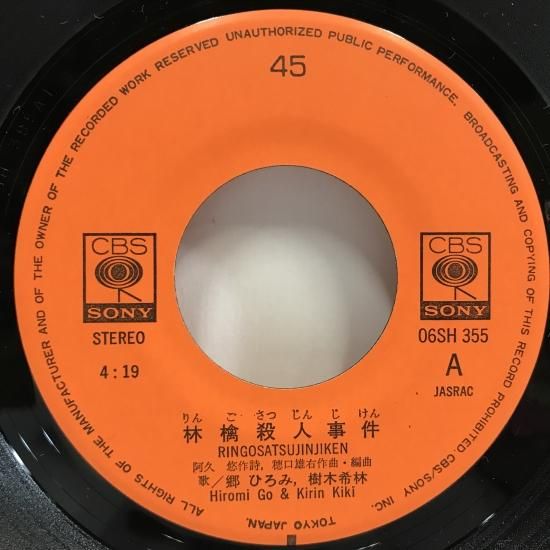 ALL RIGHTS OF THE MANUFACTURER AND OF THE OWNER OF THE RECORDED WORK RESERVED UNAUTHORIZED PUBLIC PERFORMANCE, BROADCASTING AND COPYING OF THIS RECORD PROHIBITED CBS/SONY INC. TOKYO JAPAN.
45
CBS
SONY
STEREO
4:19
CBS
SONY
06SH 355
A
JASRAC
りん ご さつ じん じ けん
林檎殺人事件
RINGOSATSUJINJIKEN
阿久 悠作詩, 穂口雄右作曲・編曲
歌/郷 ひろみ, 樹木希林
Hiromi Go & Kirin Kiki